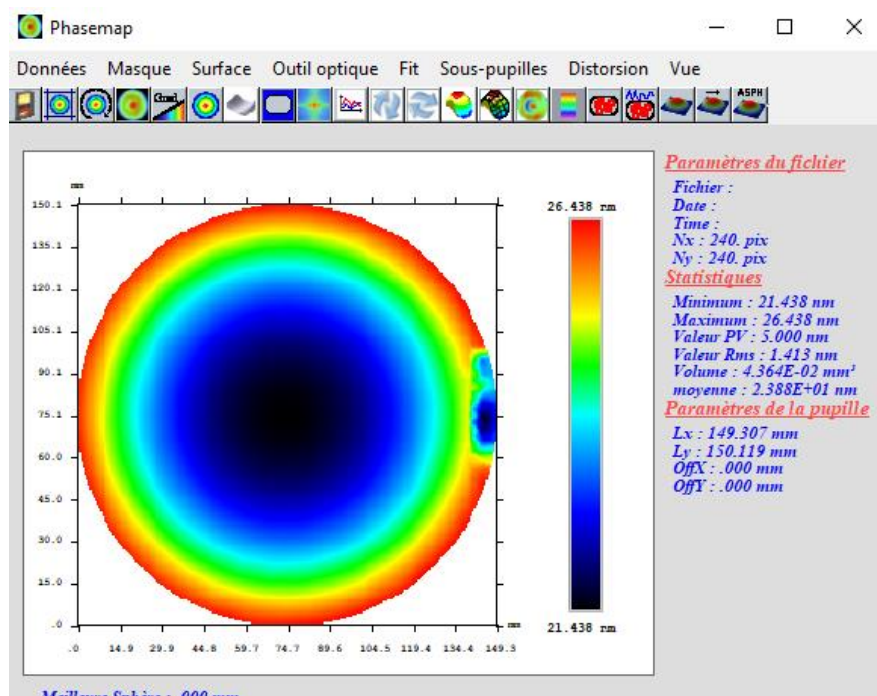 Phasemap
Données Masque Surface Outil optique Fit Sous-pupilles Distorsion Vue
Cmd
ASPH
mm
150.1
135.1
120.1
105.1
90.1
75.1
60.0
45.0
30.0
15.0
.0
.0 14.9 29.9 44.8 59.7 74.7 89.6 104.5 119.4 134.4 149.3
mm
26.438 nm
21.438 nm
Paramètres du fichier
Fichier :
Date :
Time :
Nx : 240. pix
Ny : 240. pix
Statistiques
Minimum : 21.438 nm
Maximum : 26.438 nm
Valeur PV : 5.000 nm
Valeur Rms : 1.413 nm
Volume : 4.364E-02 mm³
moyenne : 2.388E+01 nm
Paramètres de la pupille
Lx : 149.307 mm
Ly : 150.119 mm
OffX : .000 mm
OffY : .000 mm
Meilleure Sphère : .000 mm